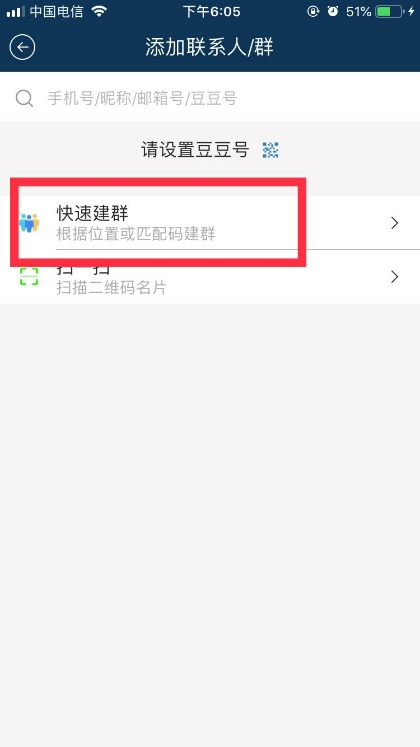 中国电信 下午6:05 51%
添加联系人/群
手机号/昵称/邮箱号/豆豆号
请设置豆豆号
快速建群
根据位置或匹配码建群
扫一扫
扫描二维码名片